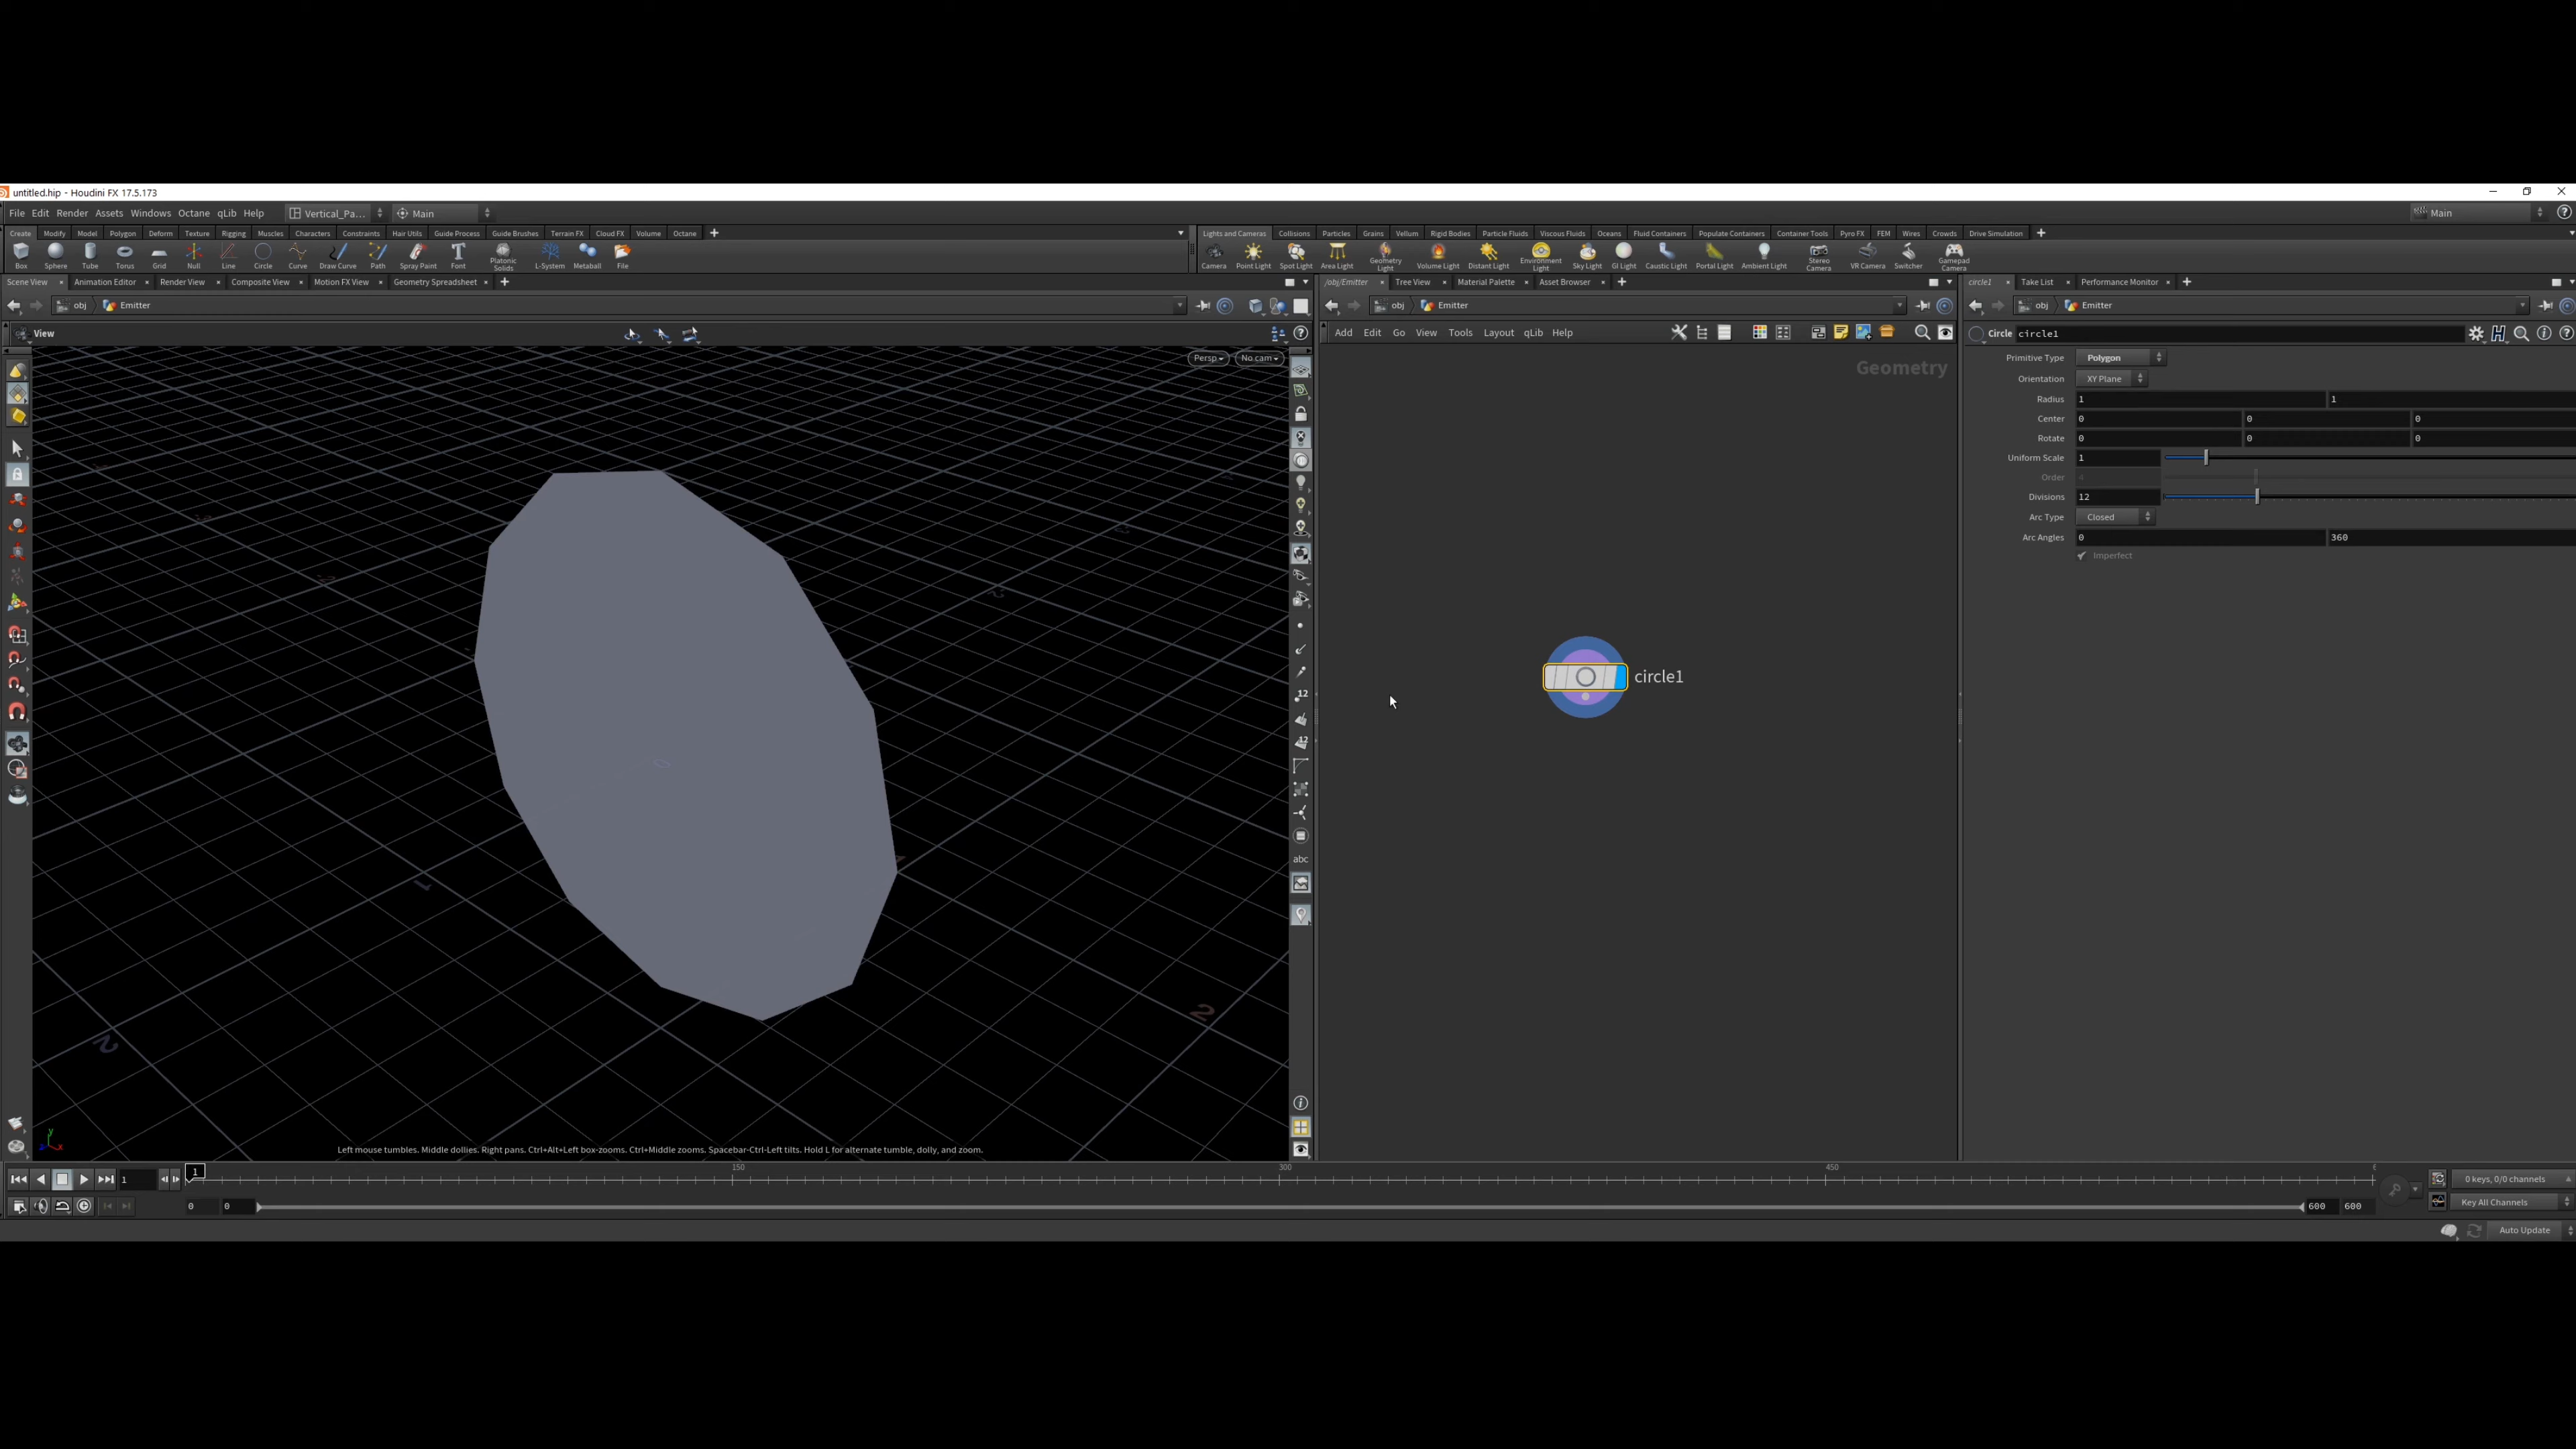 untitled.hip - Houdini FX 17.5.173
File Edit Render Assets Windows Octane qLib Help Vertical_Pa... Main Main
Create Modify Model Polygon Deform Texture Rigging Muscles Characters Constraints Hair Utils Guide Process Guide Brushes Terrain FX Cloud FX Volume Octane
Lights and Cameras Collisions Particles Grains Vellum Rigid Bodies Particle Fluids Viscous Fluids Oceans Fluid Containers Populate Containers Container Tools Pyro FX FEM Wires Crowds Drive Simulation
Box Sphere Tube Torus Grid Null Line Circle Curve Draw Curve Path Spray Paint Font Platonic Solids L-System Metaball File
Camera Point Light Spot Light Area Light Geometry Light Volume Light Distant Light Environment Light Sky Light GI Light Caustic Light Portal Light Ambient Light Stereo Camera VR Camera Switcher Gamepad Camera
Scene View Animation Editor Render View Composite View Motion FX View Geometry Spreadsheet
/obj/Emitter Tree View Material Palette Asset Browser
circle1 Take List Performance Monitor
obj Emitter
obj Emitter
obj Emitter
View
Persp No cam
Add Edit Go View Tools Layout qLib Help
Geometry
circle1
Circle circle1
Primitive Type Polygon
Orientation XY Plane
Radius 1 1
Center 0 0 0
Rotate 0 0 0
Uniform Scale 1
Order 4
Divisions 12
Arc Type Closed
Arc Angles 0 360
Imperfect
12
12
abc
0
1
2
2
y
x
Left mouse tumbles. Middle dollies. Right pans. Ctrl+Alt+Left box-zooms. Ctrl+Middle zooms. Spacebar-Ctrl-Left tilts. Hold L for alternate tumble, dolly, and zoom.
1 1 150 300 450
0 keys, 0/0 channels
0 0 600 600
Key All Channels
Auto Update